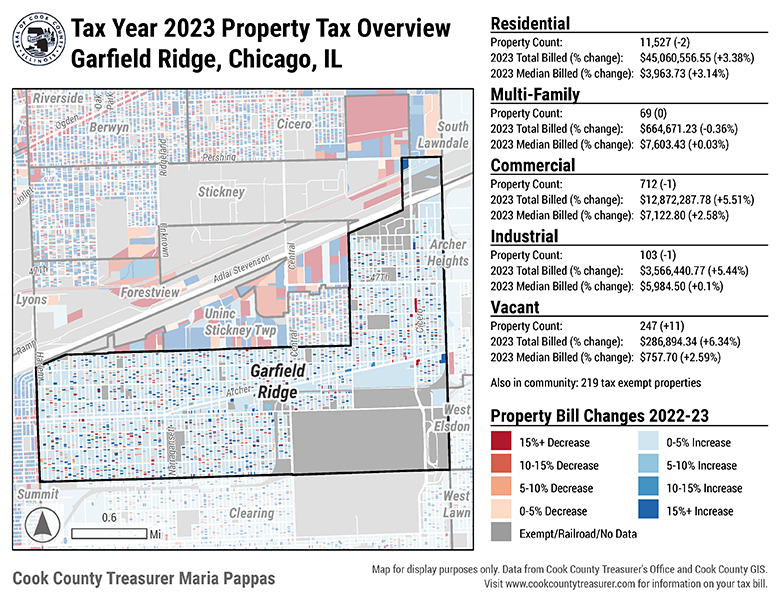 SEAL OF COOK COUNTY
ILLINOIS
Tax Year 2023 Property Tax Overview
Garfield Ridge, Chicago, IL
Riverside
Oak Park
Ogden
Berwyn
Cicero
South
Lawndale
Ridgeland
Pershing
Stickney
Joliet
Unknown
Central
Adlai Stevenson
Archer
Heights
47th
47th
Lyons
Forestview
Uninc
Stickney Twp
Cicero
Ramp
Harlem
Central
Garfield
Ridge
Archer
West
Elsdon
Narragansett
Summit
Clearing
West
Lawn
0.6
Mi
Residential
Property Count: 11,527 (-2)
2023 Total Billed (% change): $45,060,556.55 (+3.38%)
2023 Median Billed (% change): $3,963.73 (+3.14%)
Multi-Family
Property Count: 69 (0)
2023 Total Billed (% change): $664,671.23 (-0.36%)
2023 Median Billed (% change): $7,603.43 (+0.03%)
Commercial
Property Count: 712 (-1)
2023 Total Billed (% change): $12,872,287.78 (+5.51%)
2023 Median Billed (% change): $7,122.80 (+2.58%)
Industrial
Property Count: 103 (-1)
2023 Total Billed (% change): $3,566,440.77 (+5.44%)
2023 Median Billed (% change): $5,984.50 (+0.1%)
Vacant
Property Count: 247 (+11)
2023 Total Billed (% change): $286,894.34 (+6.34%)
2023 Median Billed (% change): $757.70 (+2.59%)
Also in community: 219 tax exempt properties
Property Bill Changes 2022-23
15%+ Decrease
10-15% Decrease
5-10% Decrease
0-5% Decrease
0-5% Increase
5-10% Increase
10-15% Increase
15%+ Increase
Exempt/Railroad/No Data
Cook County Treasurer Maria Pappas
Map for display purposes only. Data from Cook County Treasurer's Office and Cook County GIS.
Visit www.cookcountytreasurer.com for information on your tax bill.